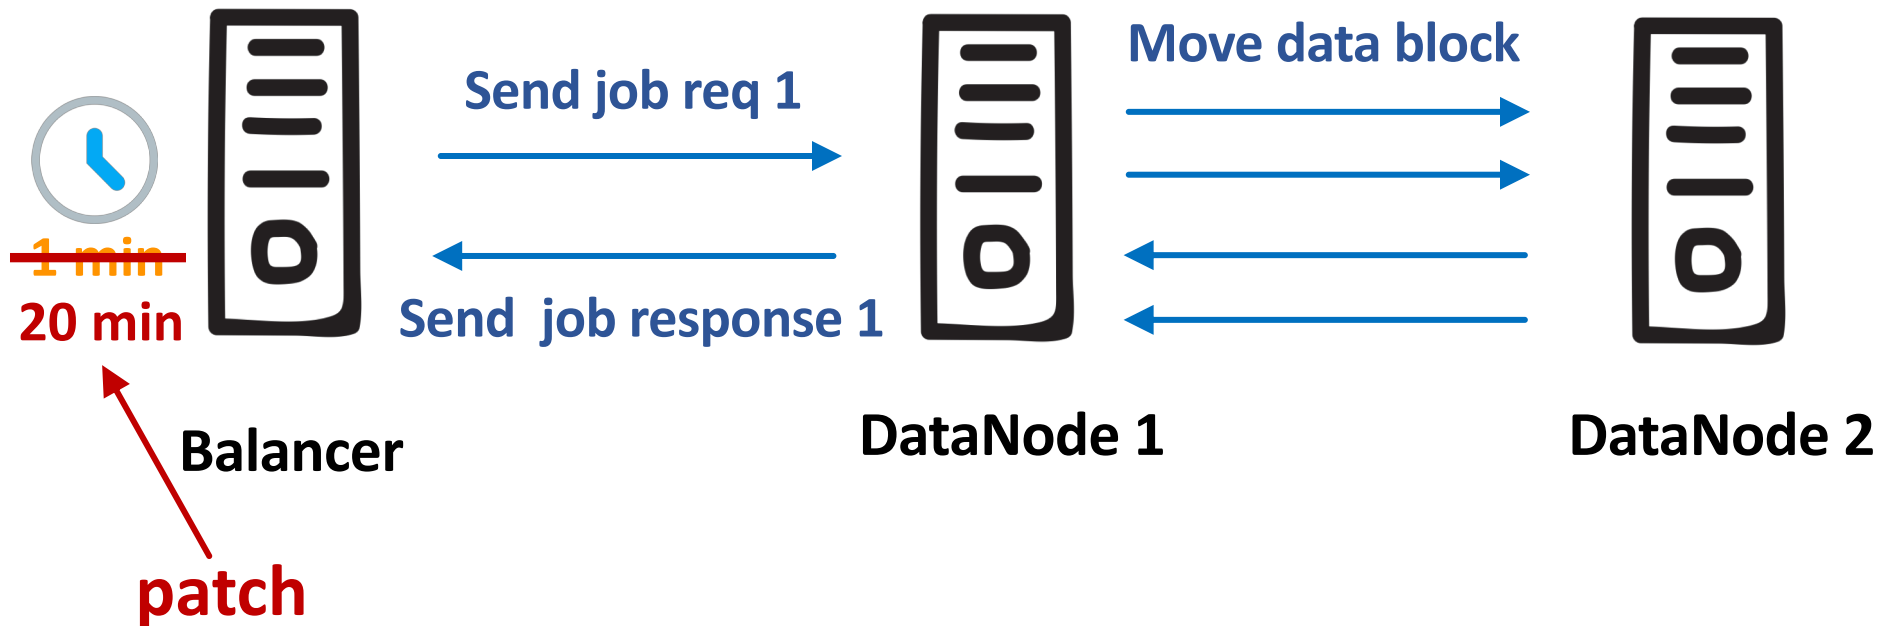 Move data block
Send job req 1
1 min
20 min
Send job response 1
Balancer
DataNode 1
DataNode 2
patch